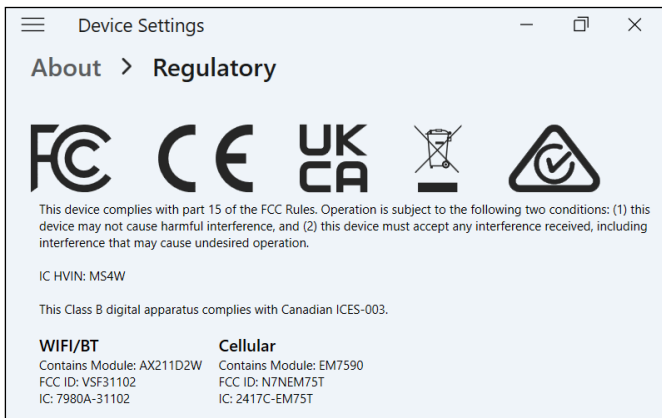 Device Settings
About > Regulatory
FC CE UK CA
This device complies with part 15 of the FCC Rules. Operation is subject to the following two conditions: (1) this
device may not cause harmful interference, and (2) this device must accept any interference received, including
interference that may cause undesired operation.
IC HVIN: MS4W
This Class B digital apparatus complies with Canadian ICES-003.
WIFI/BT Cellular
Contains Module: AX211D2W Contains Module: EM7590
FCC ID: VSF31102 FCC ID: N7NEM75T
IC: 7980A-31102 IC: 2417C-EM75T